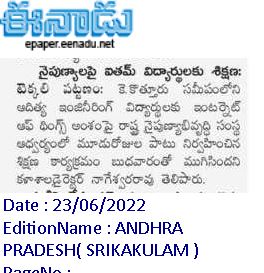 ఈనాడు
epaper.eenadu.net
నైపుణ్యాలపై ఐతమ్ విద్యార్థులకు శిక్షణ:
టెక్కలి పట్టణం: కె.కొత్తూరు సమీపంలోని
ఆదిత్య ఇంజినీరింగ్ విద్యార్థులకు ఇంటర్నెట్
ఆఫ్ థింగ్స్ అంశంపై రాష్ట్ర నైపుణ్యాభివృద్ధి సంస్థ
ఆధ్వర్యంలో మూడురోజుల పాటు నిర్వహించిన
శిక్షణ కార్యక్రమం బుధవారంతో ముగిసిందని
కళాశాలడైరెక్టర్ నాగేశ్వరరావు తెలిపారు.
Date : 23/06/2022
EditionName : ANDHRA
PRADESH( SRIKAKULAM )
PageNo :